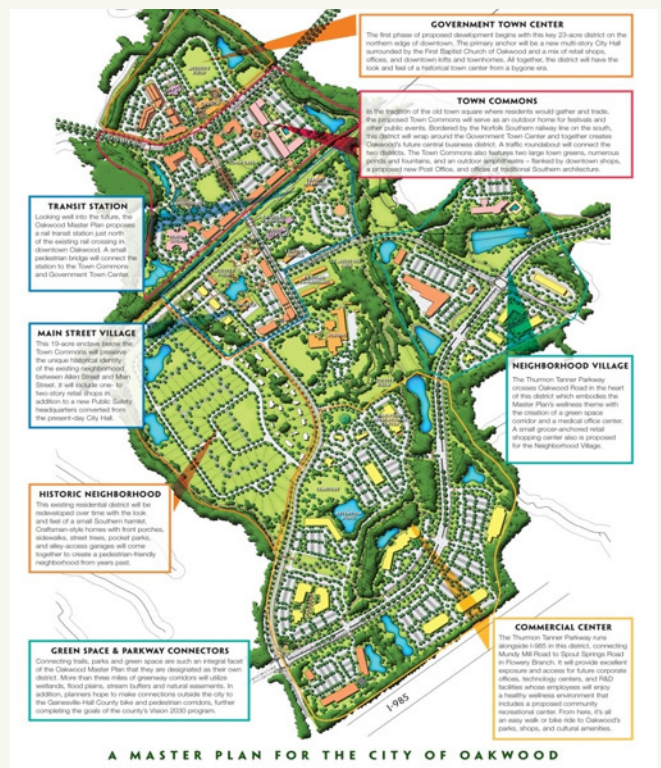 GOVERNMENT TOWN CENTER
The first phase of proposed development begins with this key 23-acre district on the
northern edge of downtown. The primary anchor will be a new multi-story City Hall
surrounded by the First Baptist Church of Oakwood and a mix of retail shops,
offices, and downtown lofts and townhomes. All together, the district will have the
look and feel of a historical town center from a bygone era.
TOWN COMMONS
In the tradition of the old town square where residents would gather and trade,
the proposed Town Commons will serve as an outdoor home for festivals and
other public events. Bordered by the Norfolk Southern railway line on the south,
this district will wrap around the Government Town Center and together creates
Oakwood's future central business district. A traffic roundabout will connect the
two districts. The Town Commons also features two large town greens, numerous
ponds and fountains, and an outdoor amphitheatre – flanked by downtown shops,
a proposed new Post Office, and offices of traditional Southern architecture.
TRANSIT STATION
Looking well into the future, the
Oakwood Master Plan proposes
a rail transit station just north
of the existing rail crossing in
downtown Oakwood. A small
pedestrian bridge will connect the
station to the Town Commons
and Government Town Center.
MAIN STREET VILLAGE
This 19-acre enclave below the
Town Commons will preserve
the unique historical identity
of the existing neighborhood
between Allen Street and Main
Street. It will include one- to
two-story retail shops in
addition to a new Public Safety
headquarters converted from
the present-day City Hall.
NEIGHBORHOOD VILLAGE
The Thurmon Tanner Parkway
crosses Oakwood Road in the heart
of this district which embodies the
Master Plan's wellness theme with
the creation of a green space
corridor and a medical office center.
A small grocer-anchored retail
shopping center also is proposed
for the Neighborhood Village.
HISTORIC NEIGHBORHOOD
This existing residential district will be
redeveloped over time with the look
and feel of a small Southern hamlet.
Craftsman-style homes with front porches,
sidewalks, street trees, pocket parks,
and alley-access garages will come
together to create a pedestrian-friendly
neighborhood from years past.
COMMERCIAL CENTER
The Thurmon Tanner Parkway runs
alongside I-985 in this district, connecting
Mundy Mill Road to Spout Springs Road
in Flowery Branch. It will provide excellent
exposure and access for future corporate
offices, technology centers, and R&D
facilities whose employees will enjoy
a healthy wellness environment that
includes a proposed community
recreational center. From here, it's all
an easy walk or bike ride to Oakwood's
parks, shops, and cultural amenities.
GREEN SPACE & PARKWAY CONNECTORS
Connecting trails, parks and green space are such an integral facet
of the Oakwood Master Plan that they are designated as their own
district. More than three miles of greenway corridors will utilize
wetlands, flood plains, stream buffers and natural easements. In
addition, planners hope to make connections outside the city to
the Gainesville-Hall County bike and pedestrian corridors, further
completing the goals of the county's Vision 2030 program.
I-985
A MASTER PLAN FOR THE CITY OF OAKWOOD